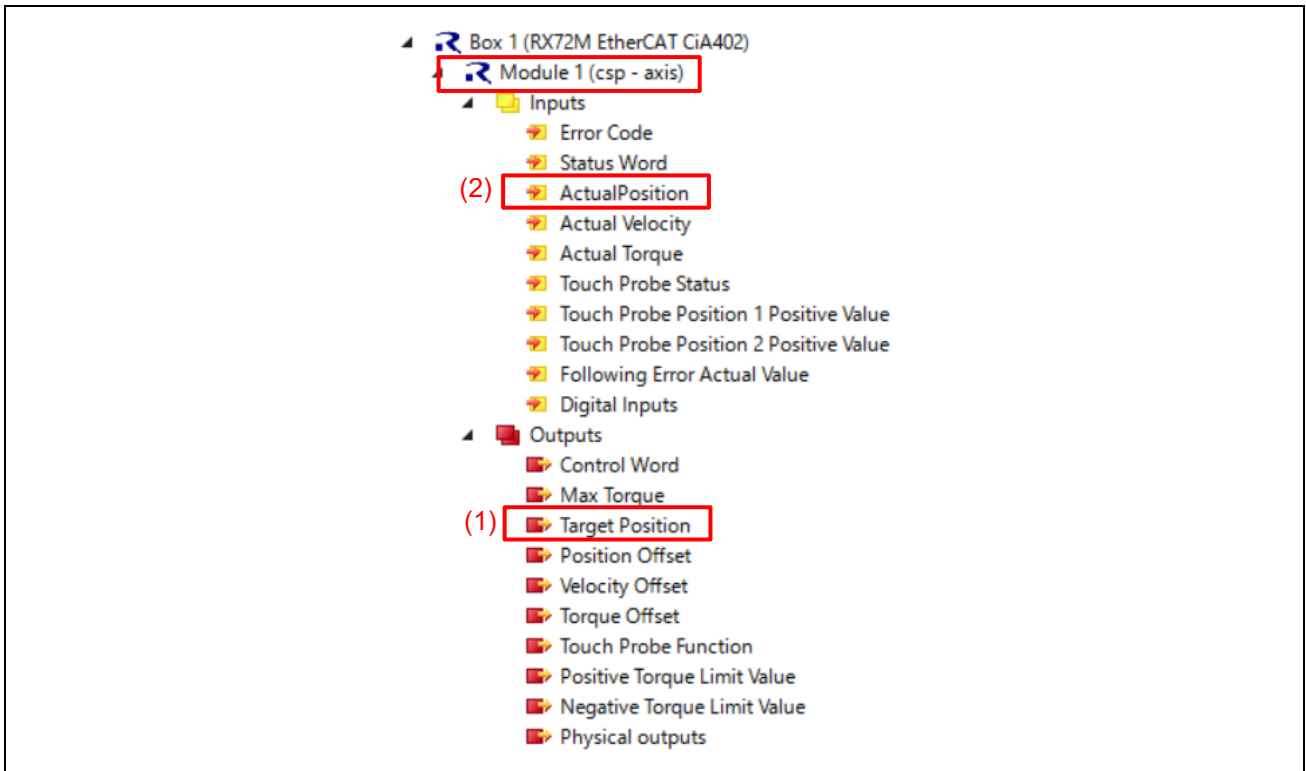 Box 1 (RX72M EtherCAT CiA402)
Module 1 (csp - axis)
Inputs
Error Code
Status Word
(2) ActualPosition
Actual Velocity
Actual Torque
Touch Probe Status
Touch Probe Position 1 Positive Value
Touch Probe Position 2 Positive Value
Following Error Actual Value
Digital Inputs
Outputs
Control Word
Max Torque
(1) Target Position
Position Offset
Velocity Offset
Torque Offset
Touch Probe Function
Positive Torque Limit Value
Negative Torque Limit Value
Physical outputs